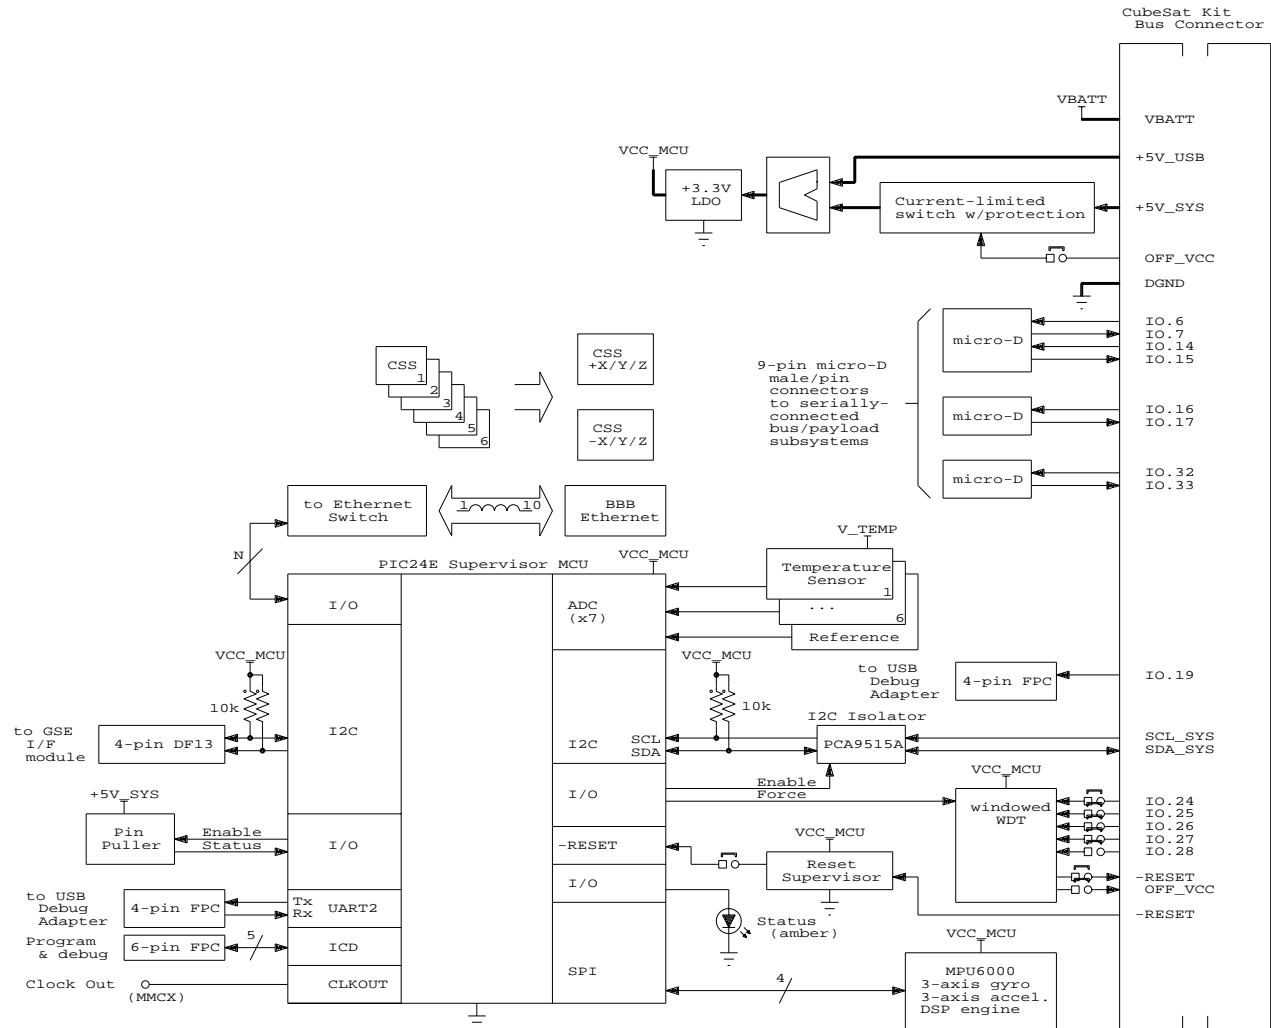 CubeSat Kit
Bus Connector
VBATT
VBATT
+5V_USB
VCC_MCU
+3.3V
LDO
Current-limited
switch w/protection
+5V_SYS
OFF_VCC
DGND
IO.6
IO.7
IO.14
IO.15
micro-D
CSS
1
2
3
4
5
6
CSS
+X/Y/Z
CSS
-X/Y/Z
9-pin micro-D
male/pin
connectors
to serially-
connected
bus/payload
subsystems
micro-D
IO.16
IO.17
micro-D
IO.32
IO.33
to Ethernet
Switch
1
10
BBB
Ethernet
N
V_TEMP
PIC24E Supervisor MCU
VCC_MCU
Temperature
Sensor
1
...
6
Reference
I/O
ADC
(x7)
VCC_MCU
10k
VCC_MCU
10k
to USB
Debug
Adapter
4-pin FPC
IO.19
to GSE
I/F
module
4-pin DF13
I2C
I2C
SCL
SDA
I2C Isolator
PCA9515A
SCL_SYS
SDA_SYS
+5V_SYS
Pin
Puller
Enable
Status
I/O
I/O
Enable
Force
VCC_MCU
windowed
WDT
IO.24
IO.25
IO.26
IO.27
IO.28
-RESET
OFF_VCC
-RESET
-RESET
VCC_MCU
Reset
Supervisor
I/O
to USB
Debug
Adapter
4-pin FPC
Tx
Rx
UART2
Status
(amber)
Program
& debug
6-pin FPC
5
ICD
Clock Out
(MMCX)
CLKOUT
SPI
4
VCC_MCU
MPU6000
3-axis gyro
3-axis accel.
DSP engine